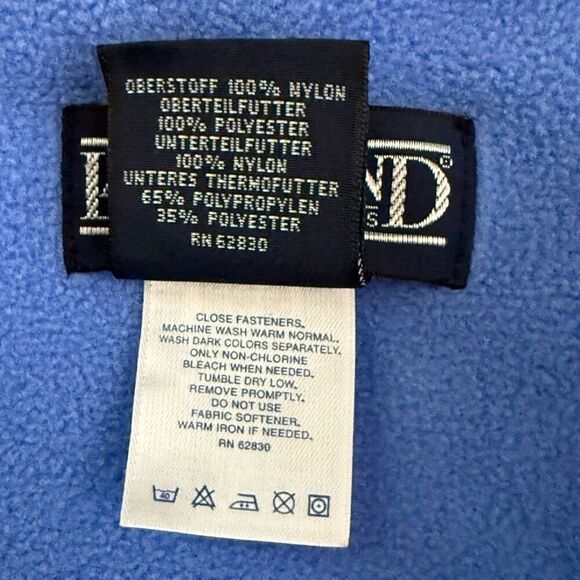 OBERSTOFF 100% NYLON
OBERTEILFUTTER
100% POLYESTER
UNTERTEILFUTTER
100% NYLON
UNTERES THERMOFUTTER
65% POLYPROPYLEN
35% POLYESTER
RN 62830
CLOSE FASTENERS.
MACHINE WASH WARM NORMAL.
WASH DARK COLORS SEPARATELY.
ONLY NON-CHLORINE
BLEACH WHEN NEEDED.
TUMBLE DRY LOW.
REMOVE PROMPTLY.
DO NOT USE
FABRIC SOFTENER.
WARM IRON IF NEEDED.
RN 62830
40